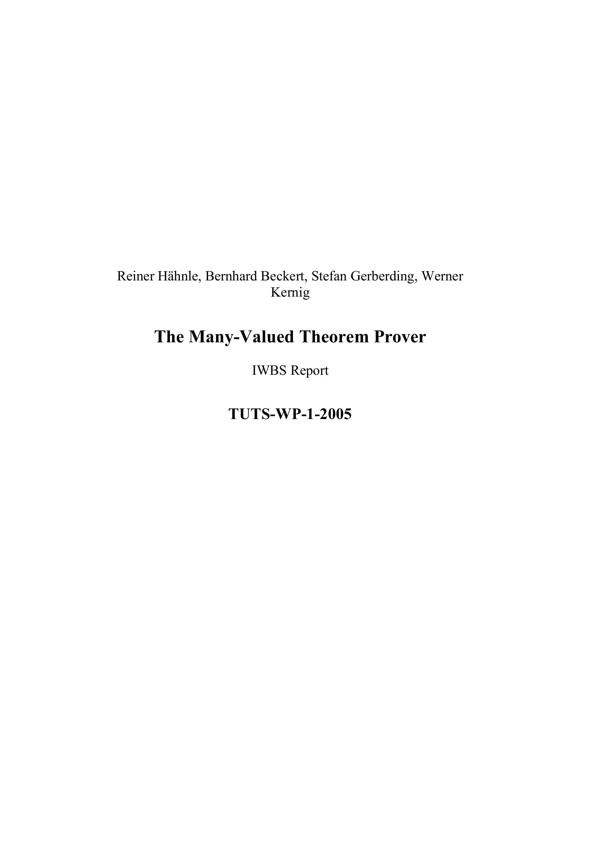 Reiner Hähnle, Bernhard Beckert, Stefan Gerberding, Werner
Kernig
The Many-Valued Theorem Prover
IWBS Report
TUTS-WP-1-2005